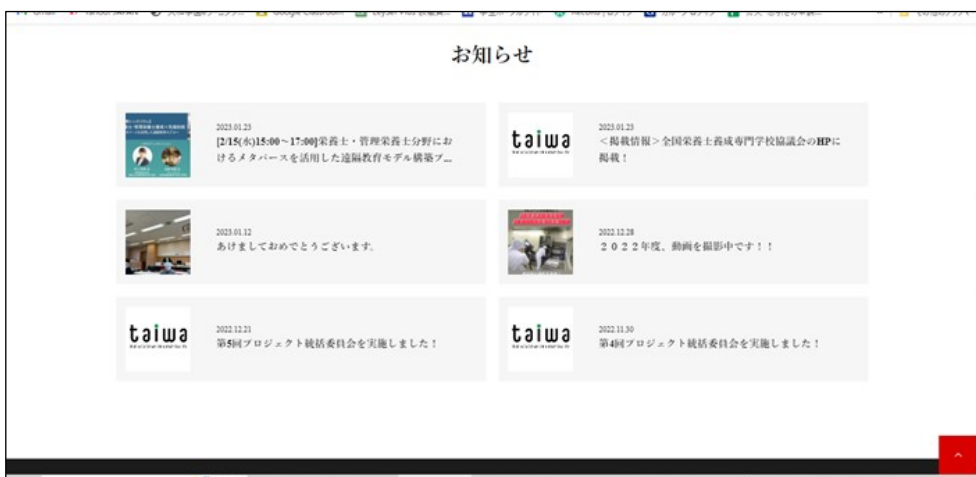 お知らせ
2023.01.23
[2/15(水)15:00～17:00]栄養士・管理栄養士分野にお
けるメタバースを活用した遠隔教育モデル構築プ...
taiwa
2023.01.23
＜掲載情報＞全国栄養士養成専門学校協議会のHPに
掲載！
2023.01.12
あけましておめでとうございます.
2022.12.28
２０２２年度、動画を撮影中です！！
taiwa
2022.12.21
第5回プロジェクト統括委員会を実施しました！
taiwa
2022.11.30
第4回プロジェクト統括委員会を実施しました！